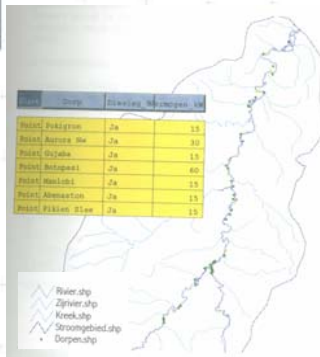 Dorp
Point Pokigron Ja 15
Point Aurora Nw Ja 30
Point Gujaba Ja 15
Point Botopasi Ja 60
Point Manlobi Ja 15
Point Abenaston Ja 15
Point Pikien Slee Ja 15
Rivier.shp
Zijrivier.shp
Kreek.shp
Stroomgebied.shp
Dorpen.shp